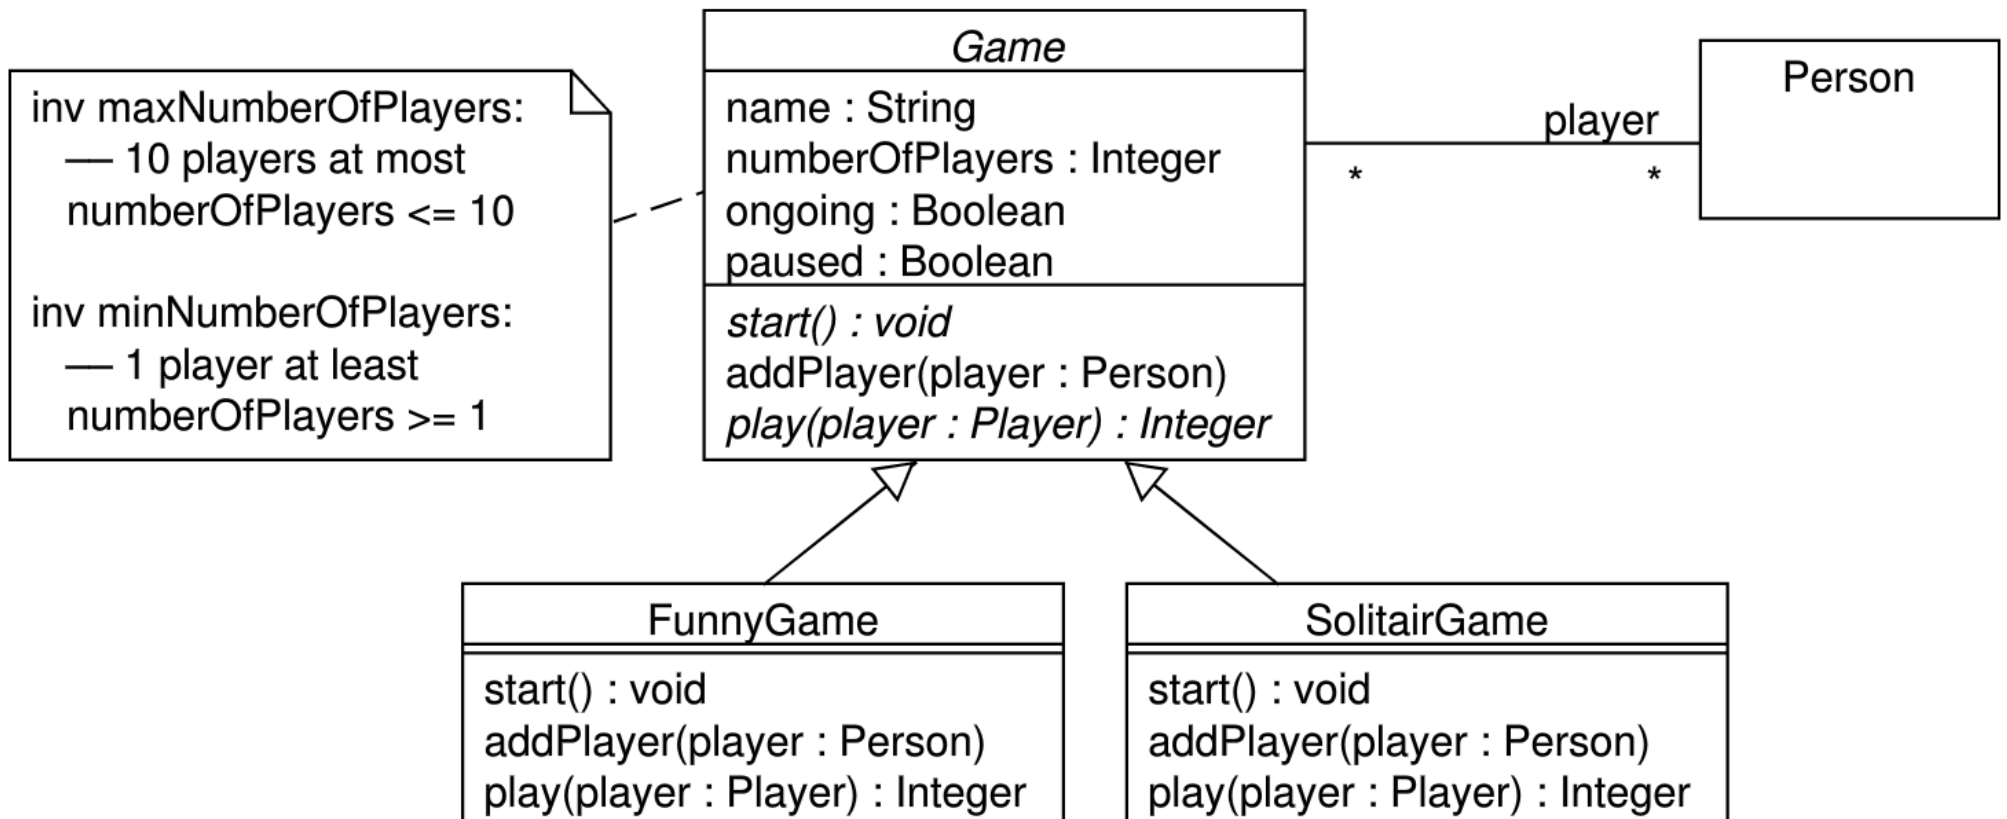 inv maxNumberOfPlayers:
—— 10 players at most
numberOfPlayers <= 10
inv minNumberOfPlayers:
—— 1 player at least
numberOfPlayers >= 1
Game
name : String
numberOfPlayers : Integer
ongoing : Boolean
paused : Boolean
start() : void
addPlayer(player : Person)
play(player : Player) : Integer
player
*
*
Person
FunnyGame
start() : void
addPlayer(player : Person)
play(player : Player) : Integer
SolitairGame
start() : void
addPlayer(player : Person)
play(player : Player) : Integer